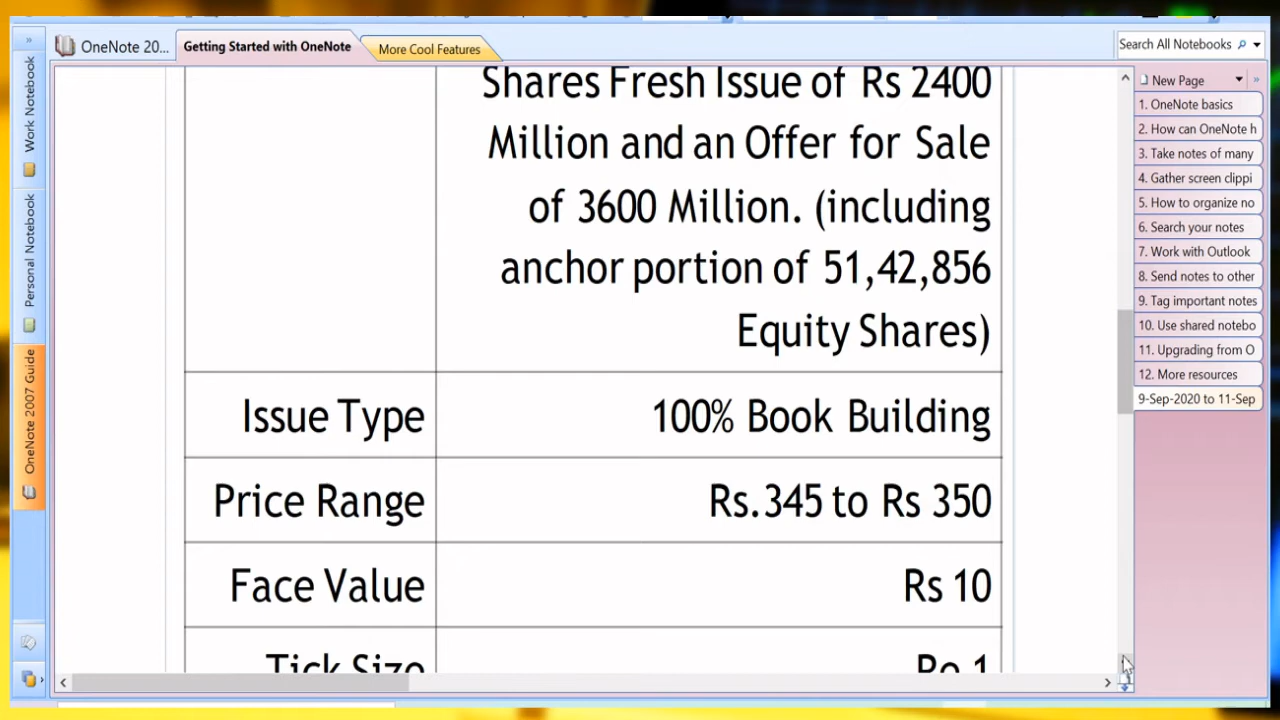 OneNote 20...
Getting Started with OneNote
More Cool Features
Search All Notebooks
Work Notebook
Personal Notebook
OneNote 2007 Guide
Shares Fresh Issue of Rs 2400
Million and an Offer for Sale
of 3600 Million. (including
anchor portion of 51,42,856
Equity Shares)
Issue Type 100% Book Building
Price Range Rs.345 to Rs 350
Face Value Rs 10
Tick Size Re 1
New Page
1. OneNote basics
2. How can OneNote h
3. Take notes of many
4. Gather screen clippi
5. How to organize no
6. Search your notes
7. Work with Outlook
8. Send notes to other
9. Tag important notes
10. Use shared notebo
11. Upgrading from O
12. More resources
9-Sep-2020 to 11-Sep